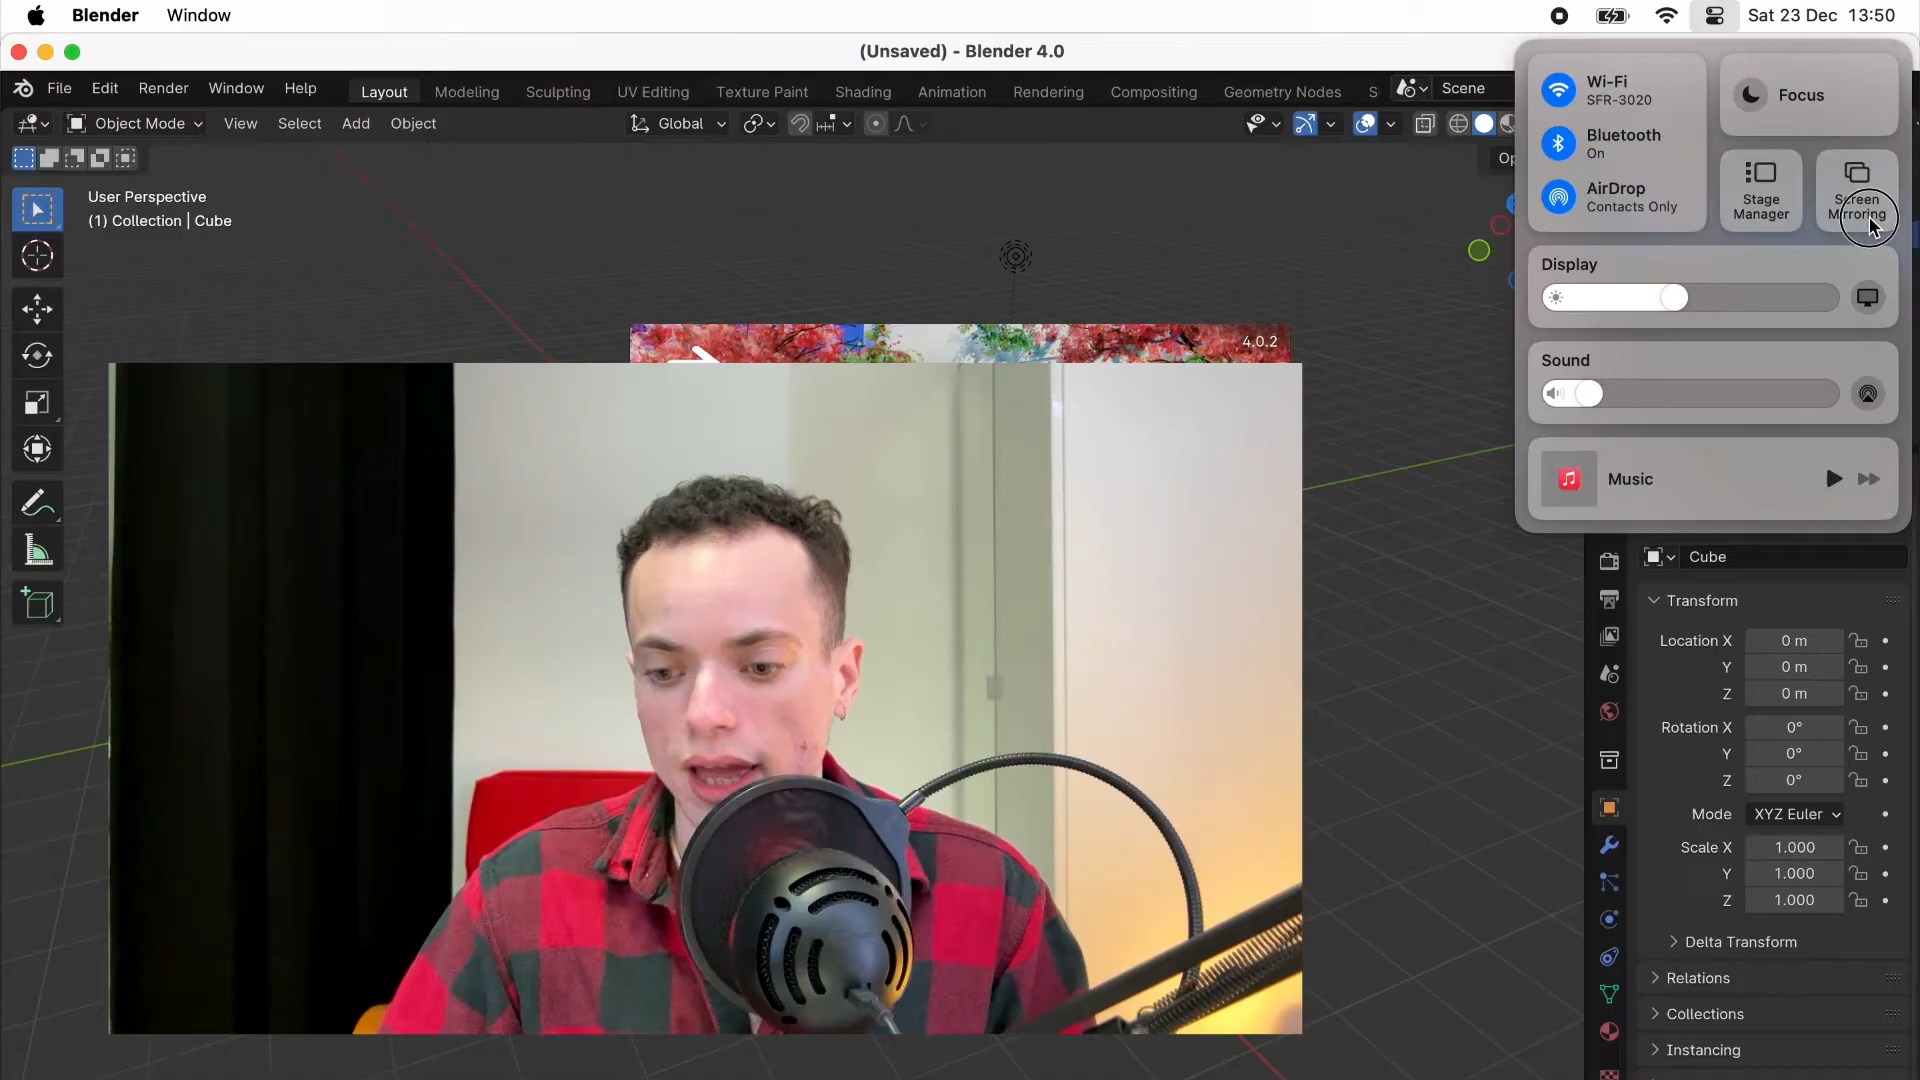 Blender Window Sat 23 Dec 13:50
(Unsaved) - Blender 4.0
File Edit Render Window Help Layout Modeling Sculpting UV Editing Texture Paint Shading Animation Rendering Compositing Geometry Nodes S Scene
Object Mode View Select Add Object Global
Op
User Perspective
(1) Collection | Cube
4.0.2
Wi-Fi
SFR-3020
Bluetooth
On
AirDrop
Contacts Only
Focus
Stage
Manager
Screen
Mirroring
Display
Sound
Music
Cube
Transform
Location X 0 m
Y 0 m
Z 0 m
Rotation X 0°
Y 0°
Z 0°
Mode XYZ Euler
Scale X 1.000
Y 1.000
Z 1.000
Delta Transform
Relations
Collections
Instancing